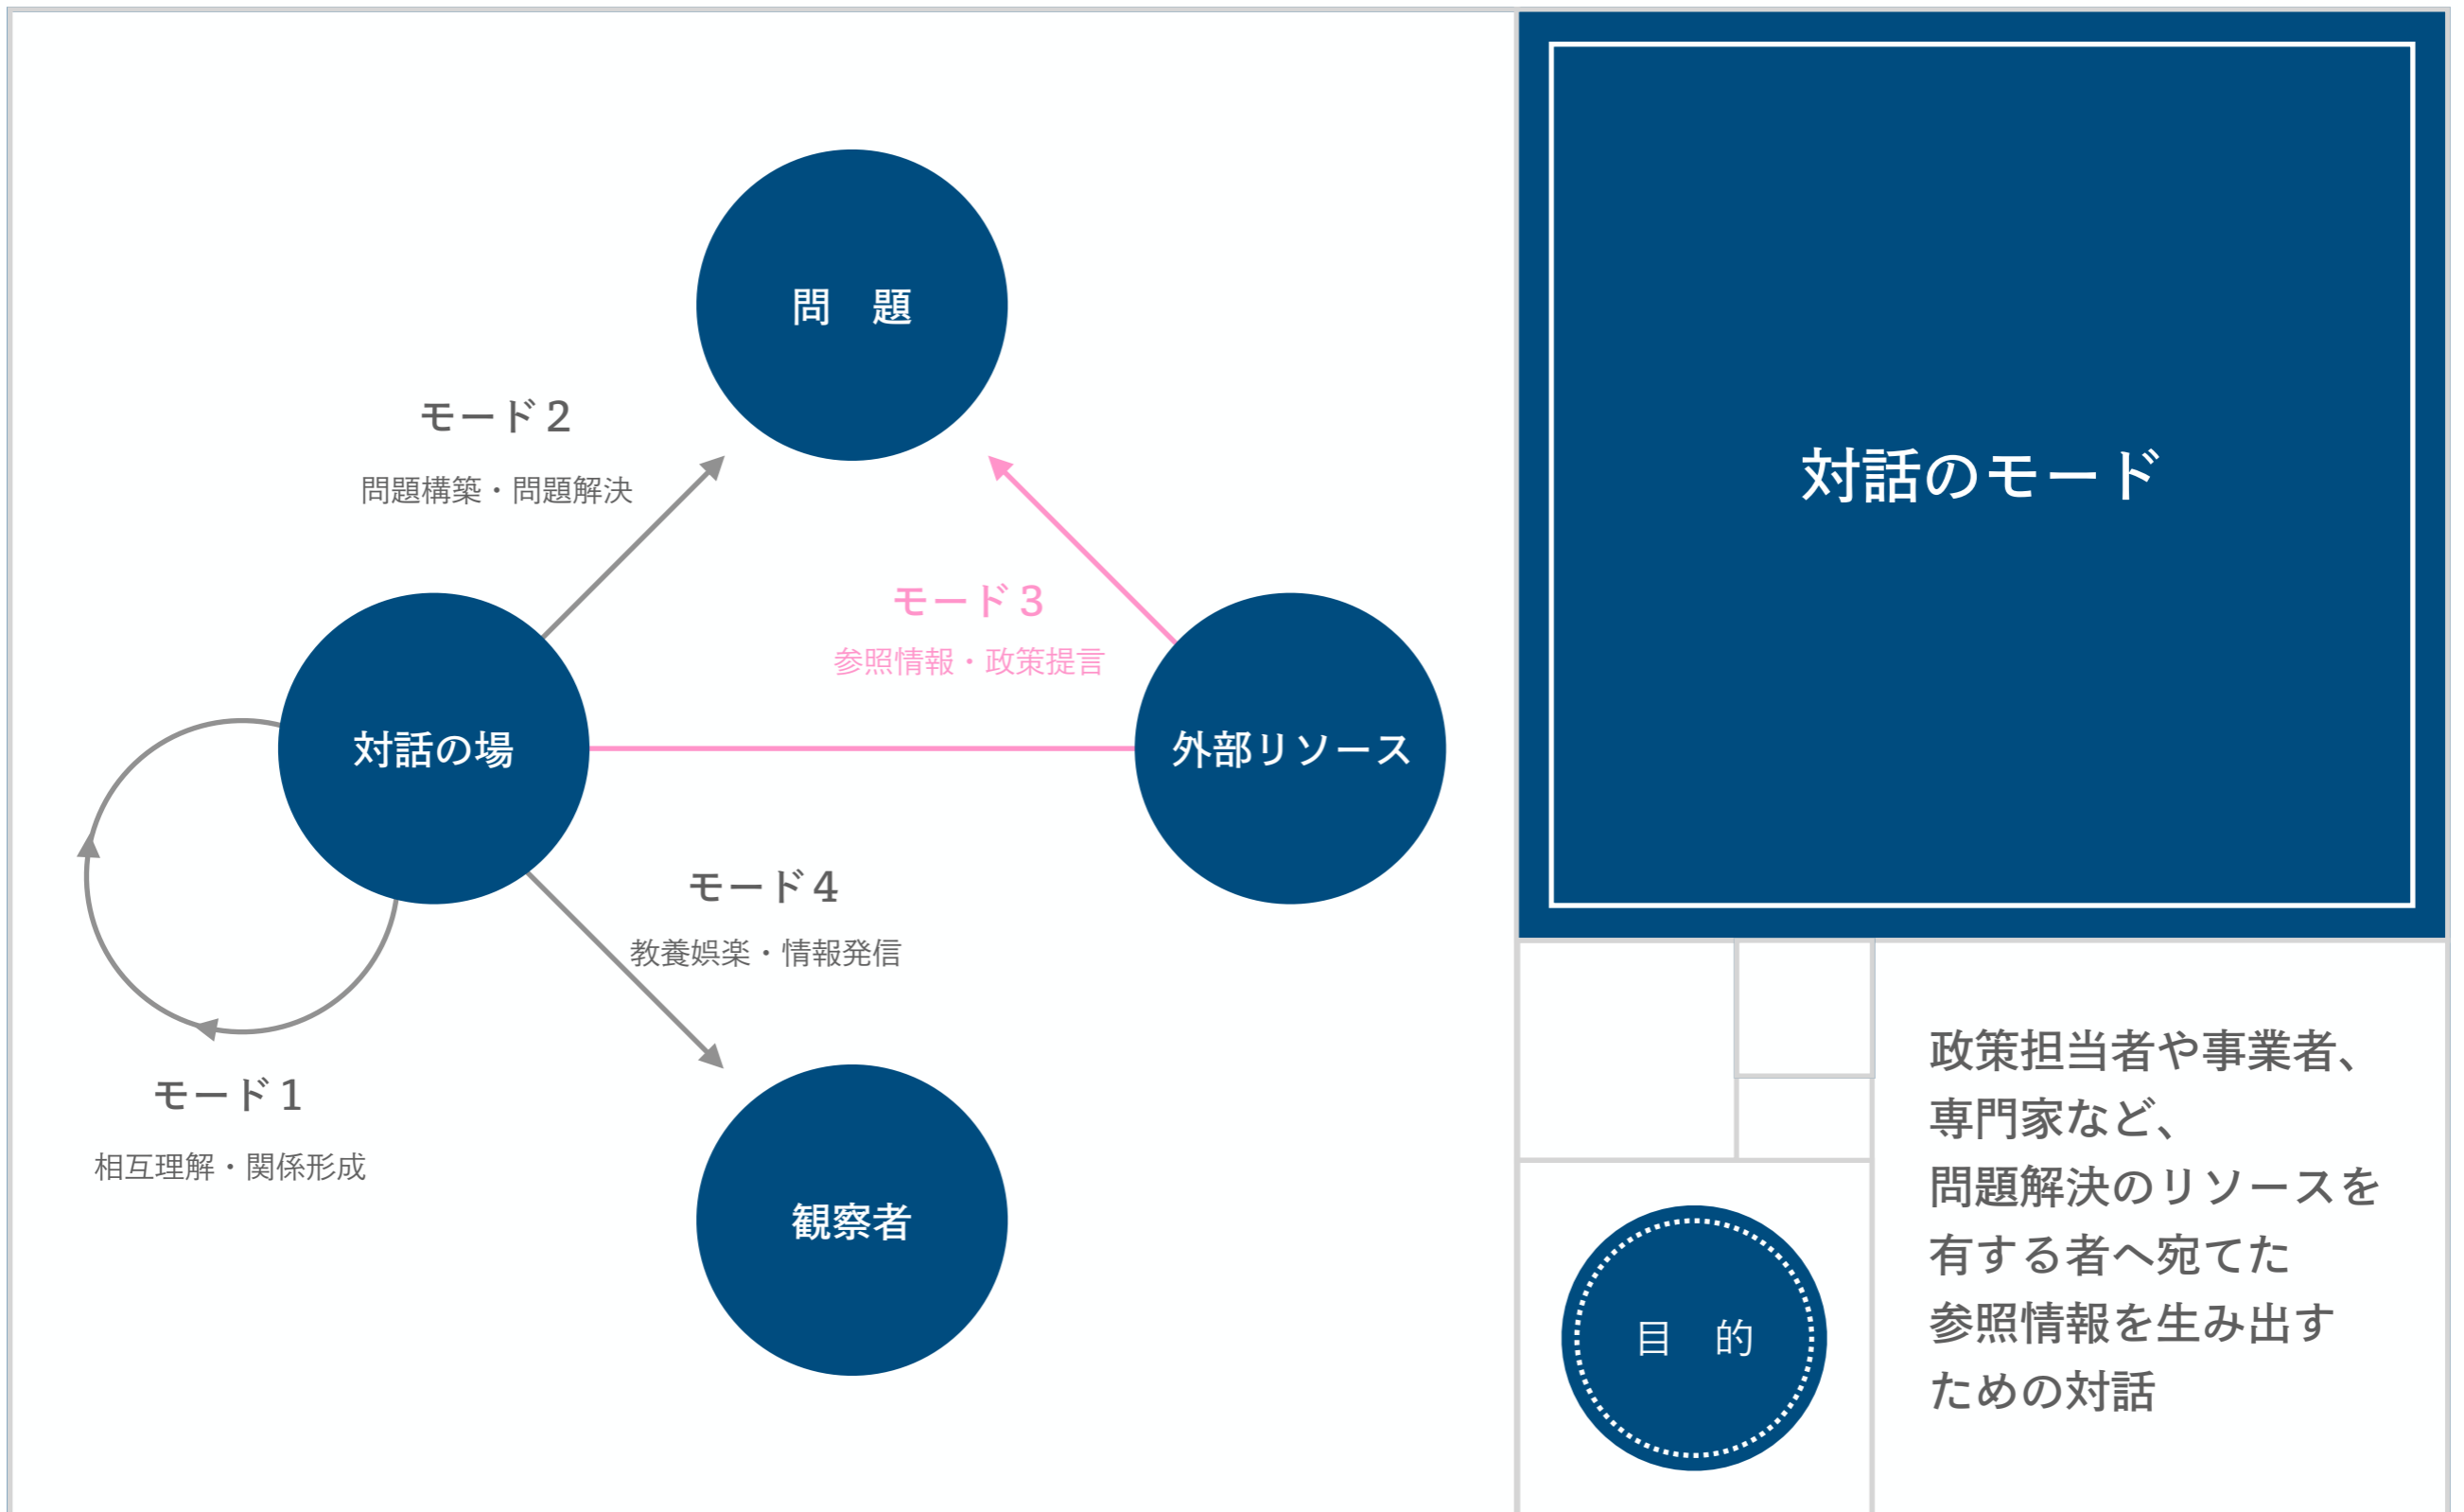 問　題
モード2
問題構築・問題解決
モード3
参照情報・政策提言
対話の場
外部リソース
モード4
教養娯楽・情報発信
モード1
相互理解・関係形成
観察者
対話のモード
目　的
政策担当者や事業者、
専門家など、
問題解決のリソースを
有する者へ宛てた
参照情報を生み出す
ための対話